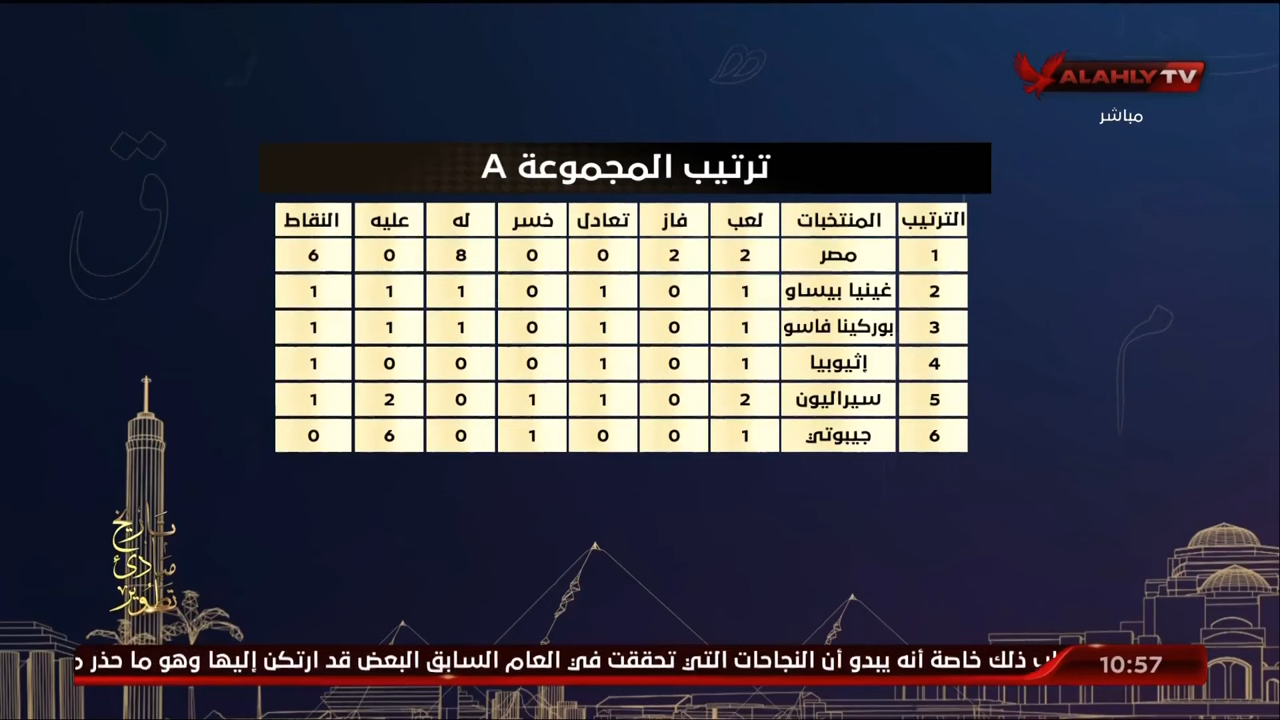 ALAHLY TV
مباشر
ترتيب المجموعة A
الترتيب المنتخبات لعب فاز تعادل خسر له عليه النقاط
1 مصر 2 2 0 0 8 0 6
2 غينيا بيساو 1 0 1 0 1 1 1
3 بوركينا فاسو 1 0 1 0 1 1 1
4 إثيوبيا 1 0 1 0 0 0 1
5 سيراليون 2 0 1 1 0 2 1
6 جيبوتي 1 0 0 1 0 6 0
ق
م
تاريخ
مبادئ
تطوير
ذلك خاصة أنه يبدو أن النجاحات التي تحققت في العام السابق البعض قد ارتكن إليها وهو ما حذر
10:57